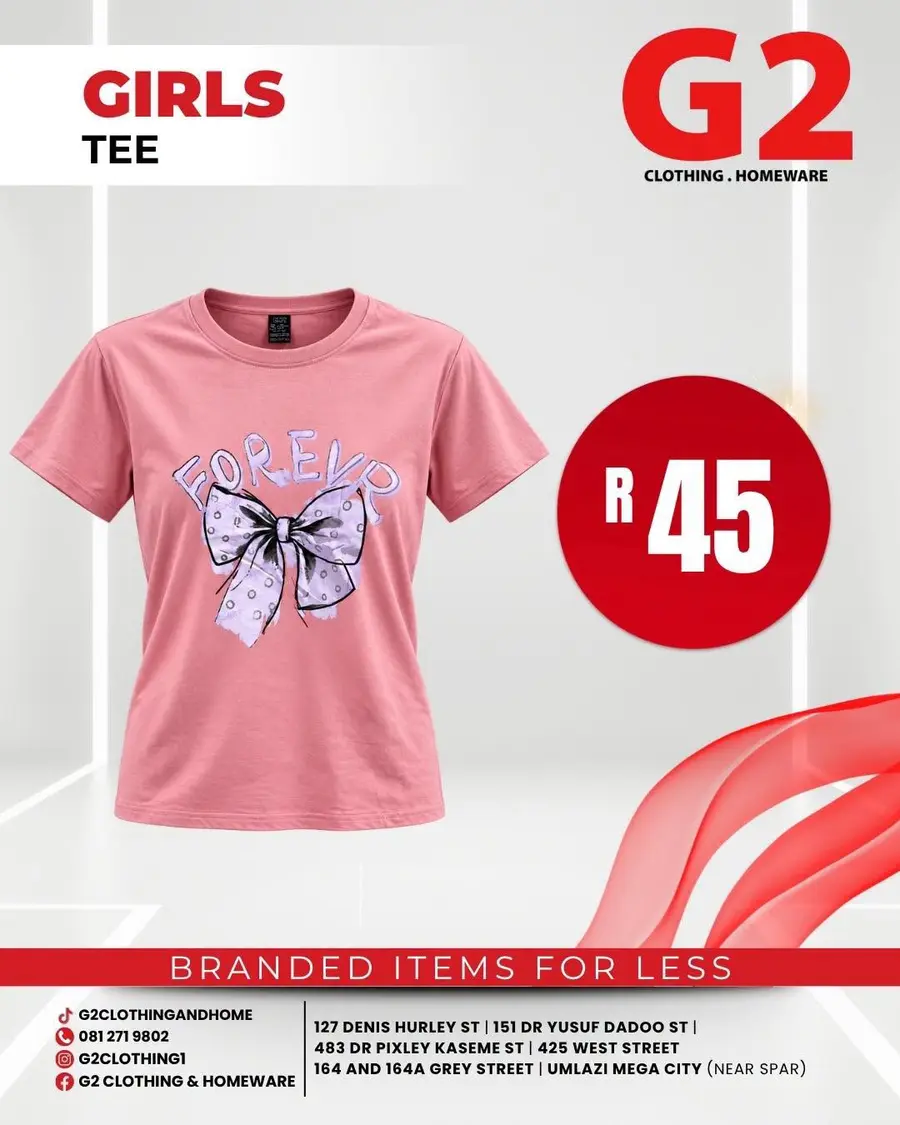 GIRLS
TEE
G2
CLOTHING . HOMEWARE
FOREVR
R 45
BRANDED ITEMS FOR LESS
G2CLOTHINGANDHOME
081 271 9802
G2CLOTHING1
G2 CLOTHING & HOMEWARE
127 DENIS HURLEY ST | 151 DR YUSUF DADOO ST |
483 DR PIXLEY KASEME ST | 425 WEST STREET
164 AND 164A GREY STREET | UMLAZI MEGA CITY (NEAR SPAR)